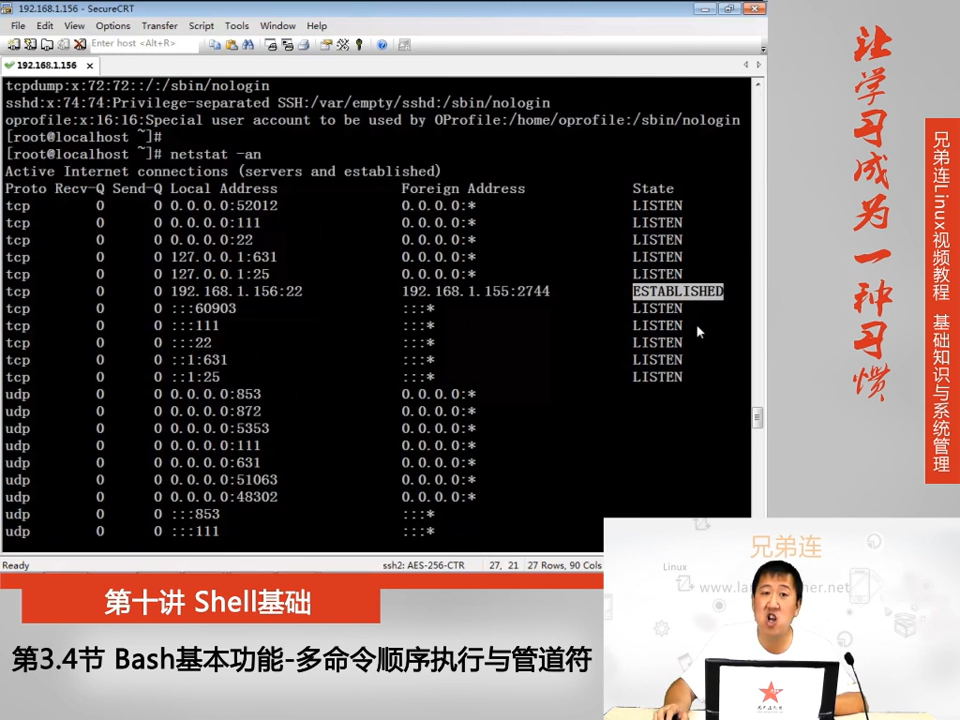 192.168.1.156 - SecureCRT
File Edit View Options Transfer Script Tools Window Help
Enter host <Alt+R>
192.168.1.156
tcpdump:x:72:72::/:/sbin/nologin
sshd:x:74:74:Privilege-separated SSH:/var/empty/sshd:/sbin/nologin
oprofile:x:16:16:Special user account to be used by OProfile:/home/oprofile:/sbin/nologin
[root@localhost ~]#
[root@localhost ~]# netstat -an
Active Internet connections (servers and established)
Proto Recv-Q Send-Q Local Address Foreign Address State
tcp 0 0 0.0.0.0:52012 0.0.0.0:* LISTEN
tcp 0 0 0.0.0.0:111 0.0.0.0:* LISTEN
tcp 0 0 0.0.0.0:22 0.0.0.0:* LISTEN
tcp 0 0 127.0.0.1:631 0.0.0.0:* LISTEN
tcp 0 0 127.0.0.1:25 0.0.0.0:* LISTEN
tcp 0 0 192.168.1.156:22 192.168.1.155:2744 ESTABLISHED
tcp 0 0 :::60903 :::* LISTEN
tcp 0 0 :::111 :::* LISTEN
tcp 0 0 :::22 :::* LISTEN
tcp 0 0 ::1:631 :::* LISTEN
tcp 0 0 ::1:25 :::* LISTEN
udp 0 0 0.0.0.0:853 0.0.0.0:*
udp 0 0 0.0.0.0:872 0.0.0.0:*
udp 0 0 0.0.0.0:5353 0.0.0.0:*
udp 0 0 0.0.0.0:111 0.0.0.0:*
udp 0 0 0.0.0.0:631 0.0.0.0:*
udp 0 0 0.0.0.0:51063 0.0.0.0:*
udp 0 0 0.0.0.0:48302 0.0.0.0:*
udp 0 0 :::853 :::*
udp 0 0 :::111 :::*
Ready ssh2: AES-256-CTR 27, 21 27 Rows, 90 Cols
让学习成为一种习惯
兄弟连Linux视频教程 基础知识与系统管理
兄弟连
Linux
第十讲 Shell基础
第3.4节 Bash基本功能-多命令顺序执行与管道符